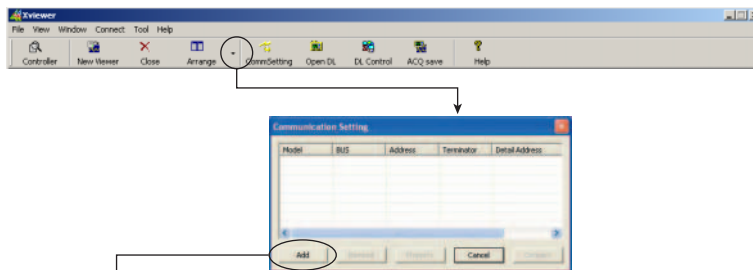 Xviewer
File View Window Connect Tool Help
Controller New Viewer Close Arrange CommSetting Open DL DL Control ACQ save Help
Communication Setting
Model BUS Address Terminator Detail Address
Add Cancel